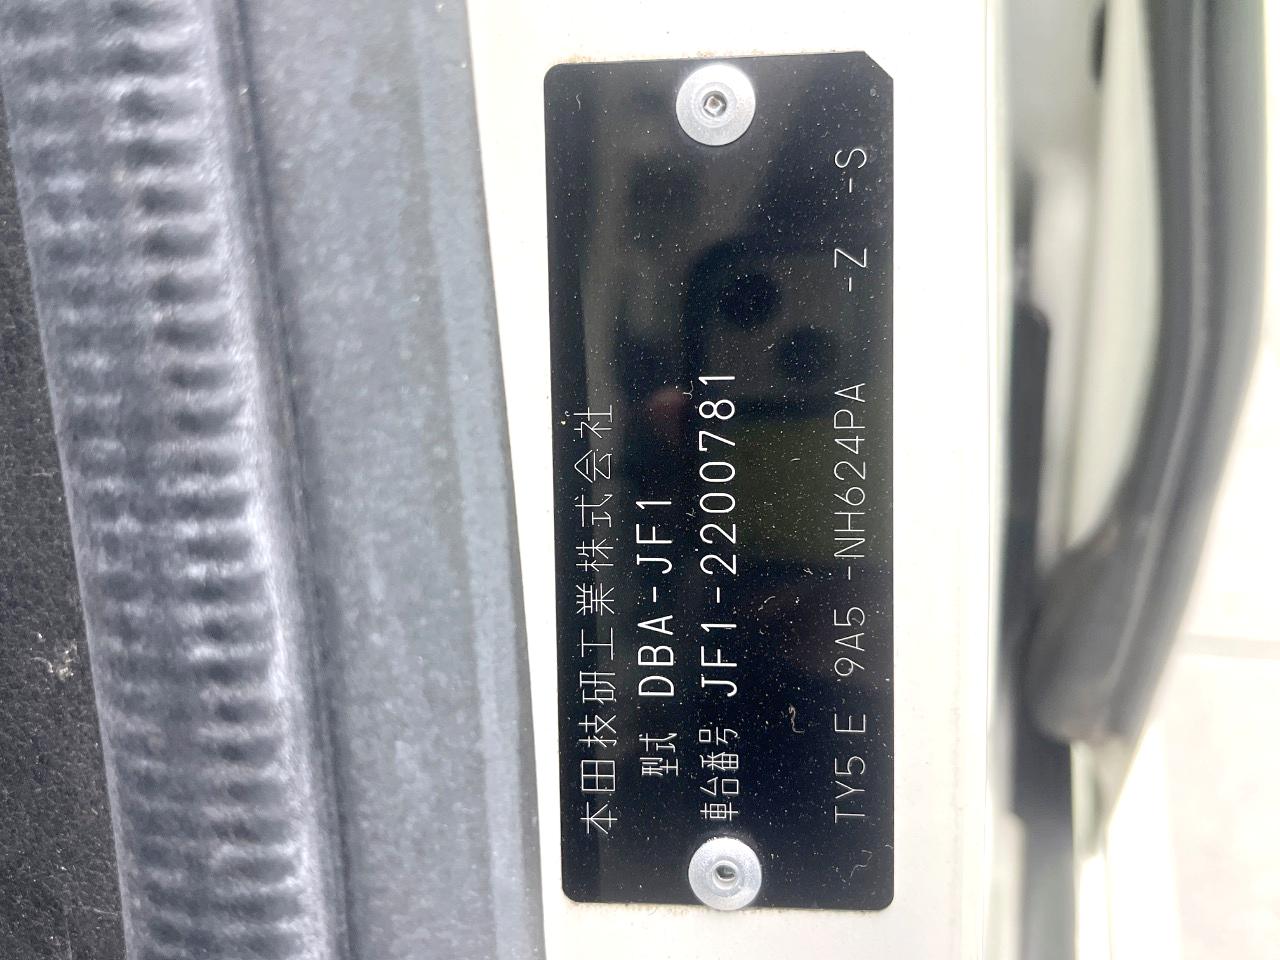 本田技研工業株式会社
型式 DBA-JF1
車台番号 JF1-2200781
TY5E 9A5 -NH624PA -Z -S